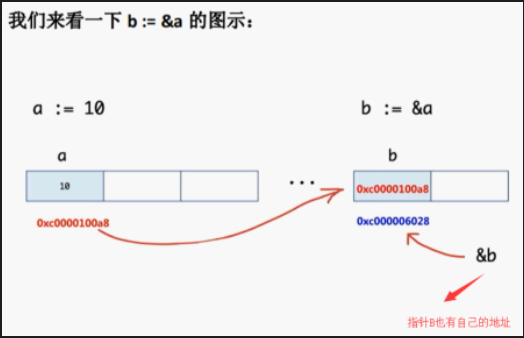 我们来看一下 b := &a 的图示：
a := 10
b := &a
a
b
10
...
0xc0000100a8
0xc0000100a8
0xc000006028
&b
指针B也有自己的地址